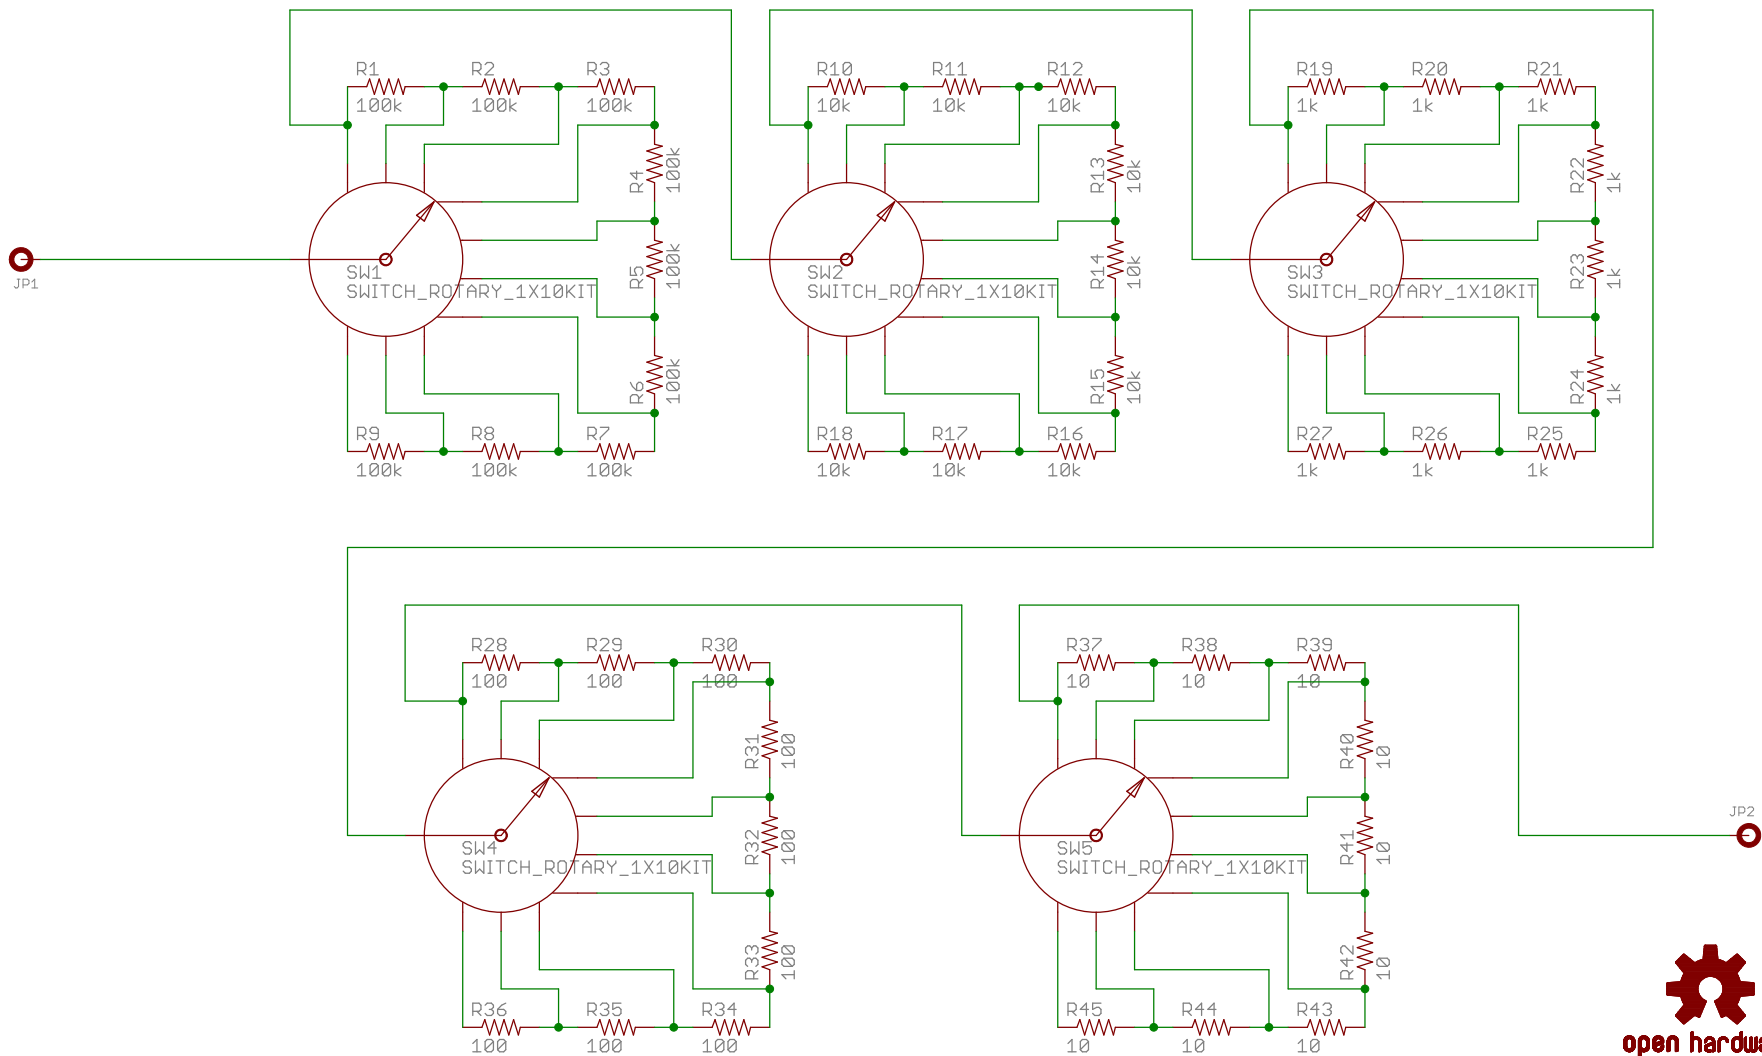 R1 R2 R3
100k 100k 100k
R4 100k
R5 100k
R6 100k
SW1
SWITCH_ROTARY_1X10KIT
R9 R8 R7
100k 100k 100k
JP1
R10 R11 R12
10k 10k 10k
R13 10k
R14 10k
R15 10k
SW2
SWITCH_ROTARY_1X10KIT
R18 R17 R16
10k 10k 10k
R19 R20 R21
1k 1k 1k
R22 1k
R23 1k
R24 1k
SW3
SWITCH_ROTARY_1X10KIT
R27 R26 R25
1k 1k 1k
R28 R29 R30
100 100 100
R31 100
R32 100
R33 100
SW4
SWITCH_ROTARY_1X10KIT
R36 R35 R34
100 100 100
R37 R38 R39
10 10 10
R40 10
R41 10
R42 10
SW5
SWITCH_ROTARY_1X10KIT
R45 R44 R43
10 10 10
JP2
open hardwa